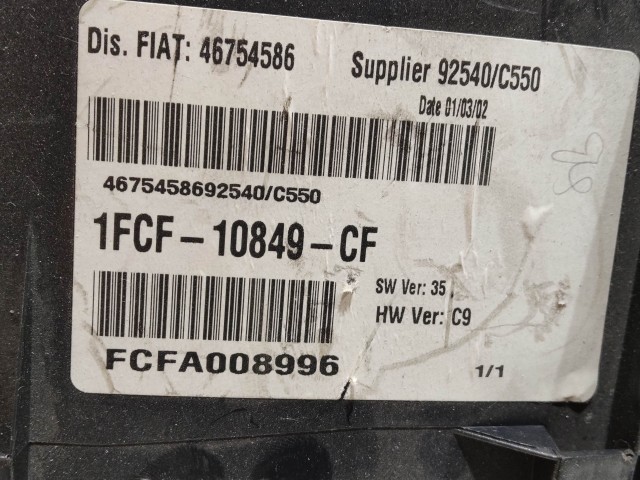 Dis. FIAT: 46754586
Supplier 92540/C550
Date 01/03/02
4675458692540/C550
1FCF-10849-CF
SW Ver: 35
HW Ver: C9
FCFA008996
1/1